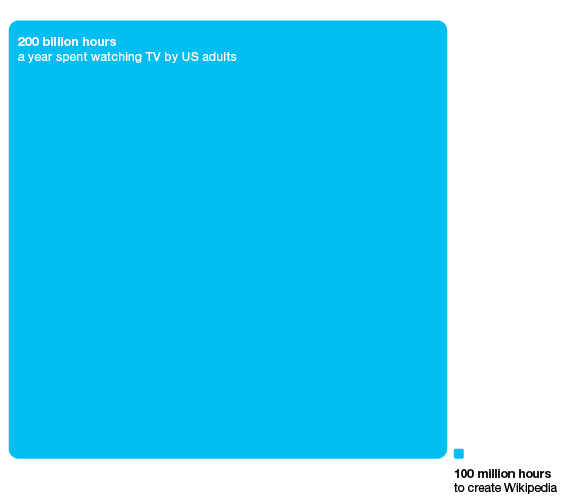 200 billion hours
a year spent watching TV by US adults
100 million hours
to create Wikipedia